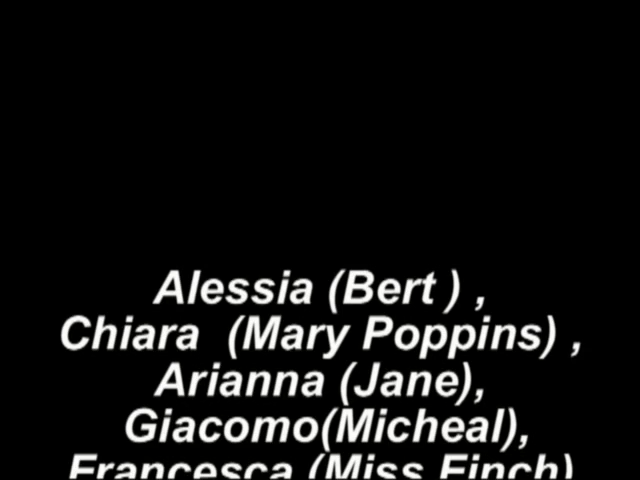 Alessia (Bert ) ,
Chiara  (Mary Poppins) ,
Arianna (Jane),
Giacomo(Micheal),
Francesca (Miss Finch)